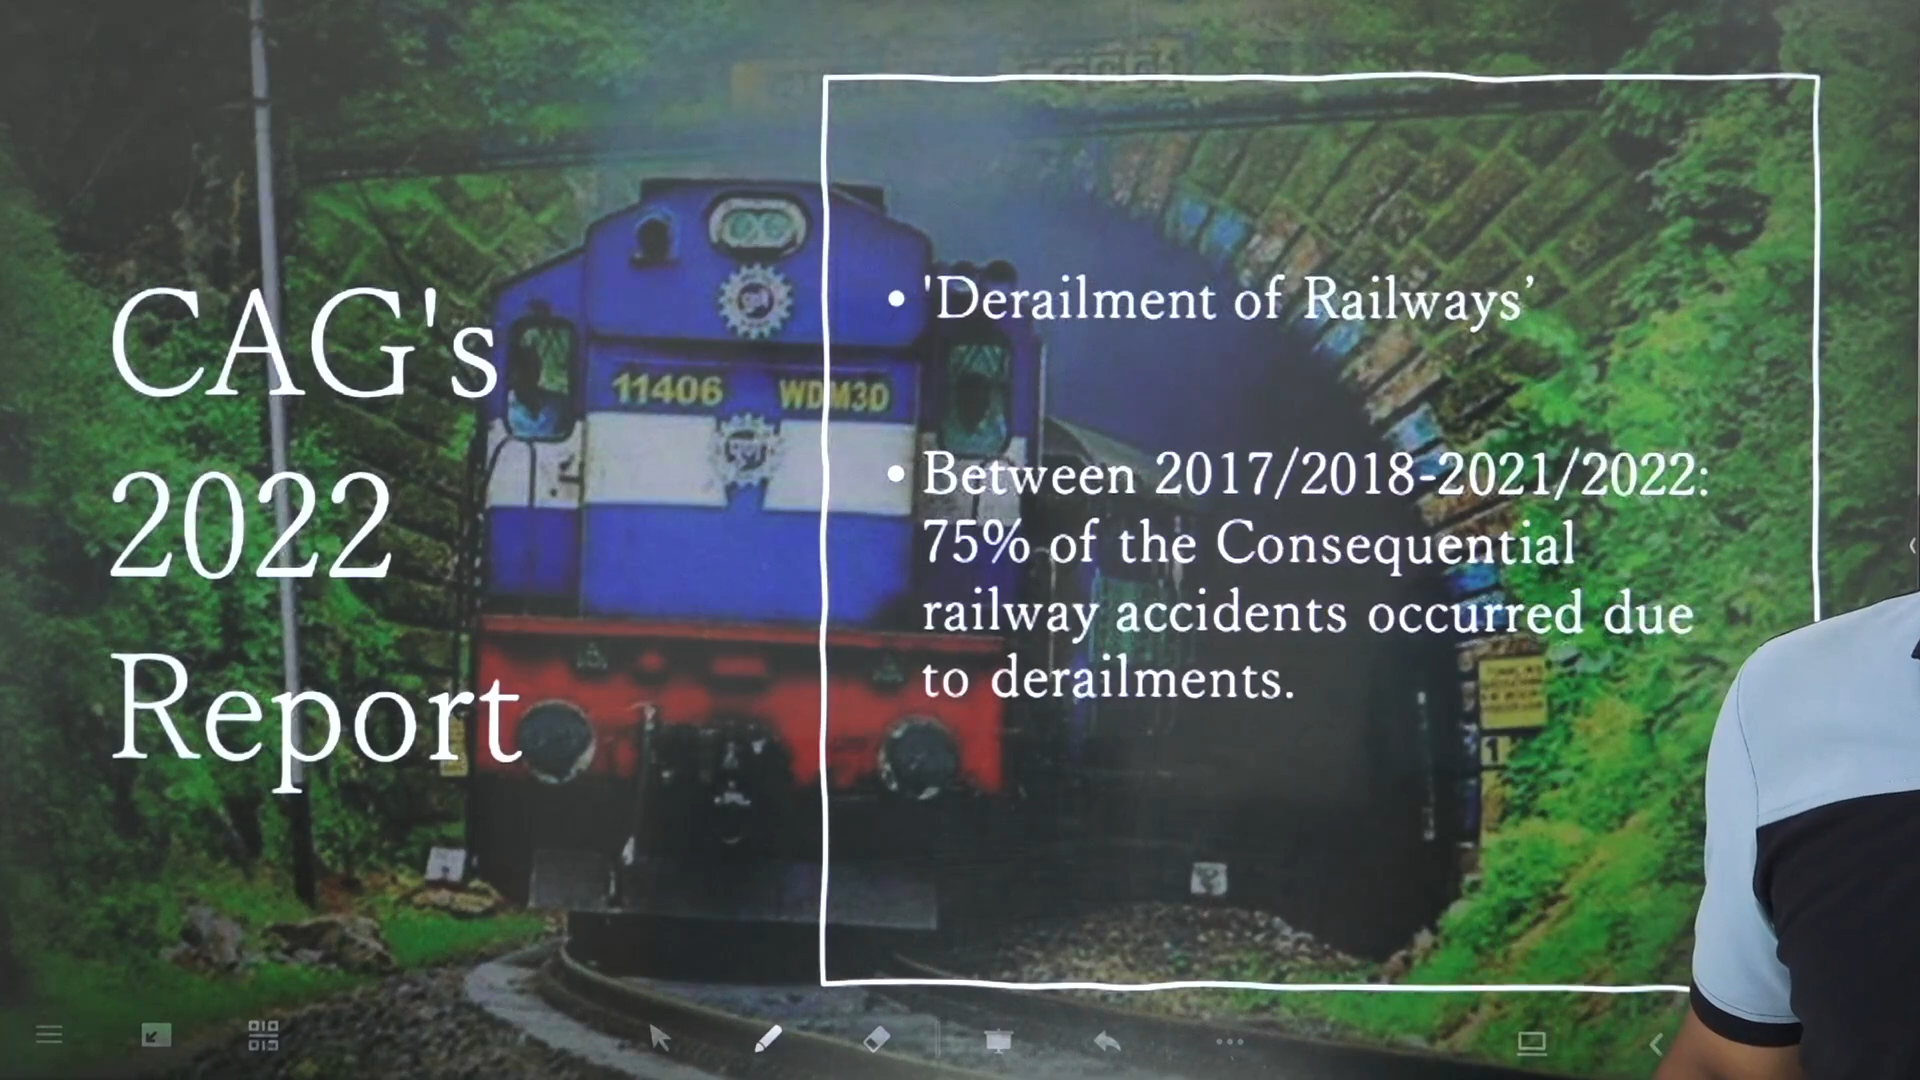 CAG's
2022
Report
• 'Derailment of Railways’
• Between 2017/2018-2021/2022:
75% of the Consequential
railway accidents occurred due
to derailments.
11406 WDM3D
1